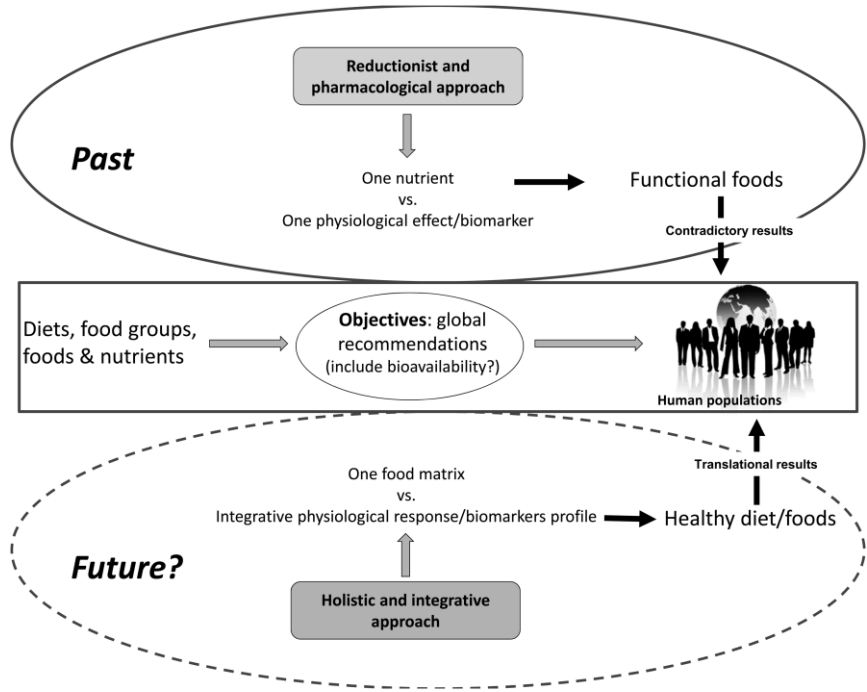 Reductionist and
pharmacological approach
Past
One nutrient
vs.
One physiological effect/biomarker
Functional foods
Contradictory results
Diets, food groups,
foods & nutrients
Objectives: global
recommendations
(include bioavailability?)
Human populations
Translational results
One food matrix
vs.
Integrative physiological response/biomarkers profile
Healthy diet/foods
Future?
Holistic and integrative
approach